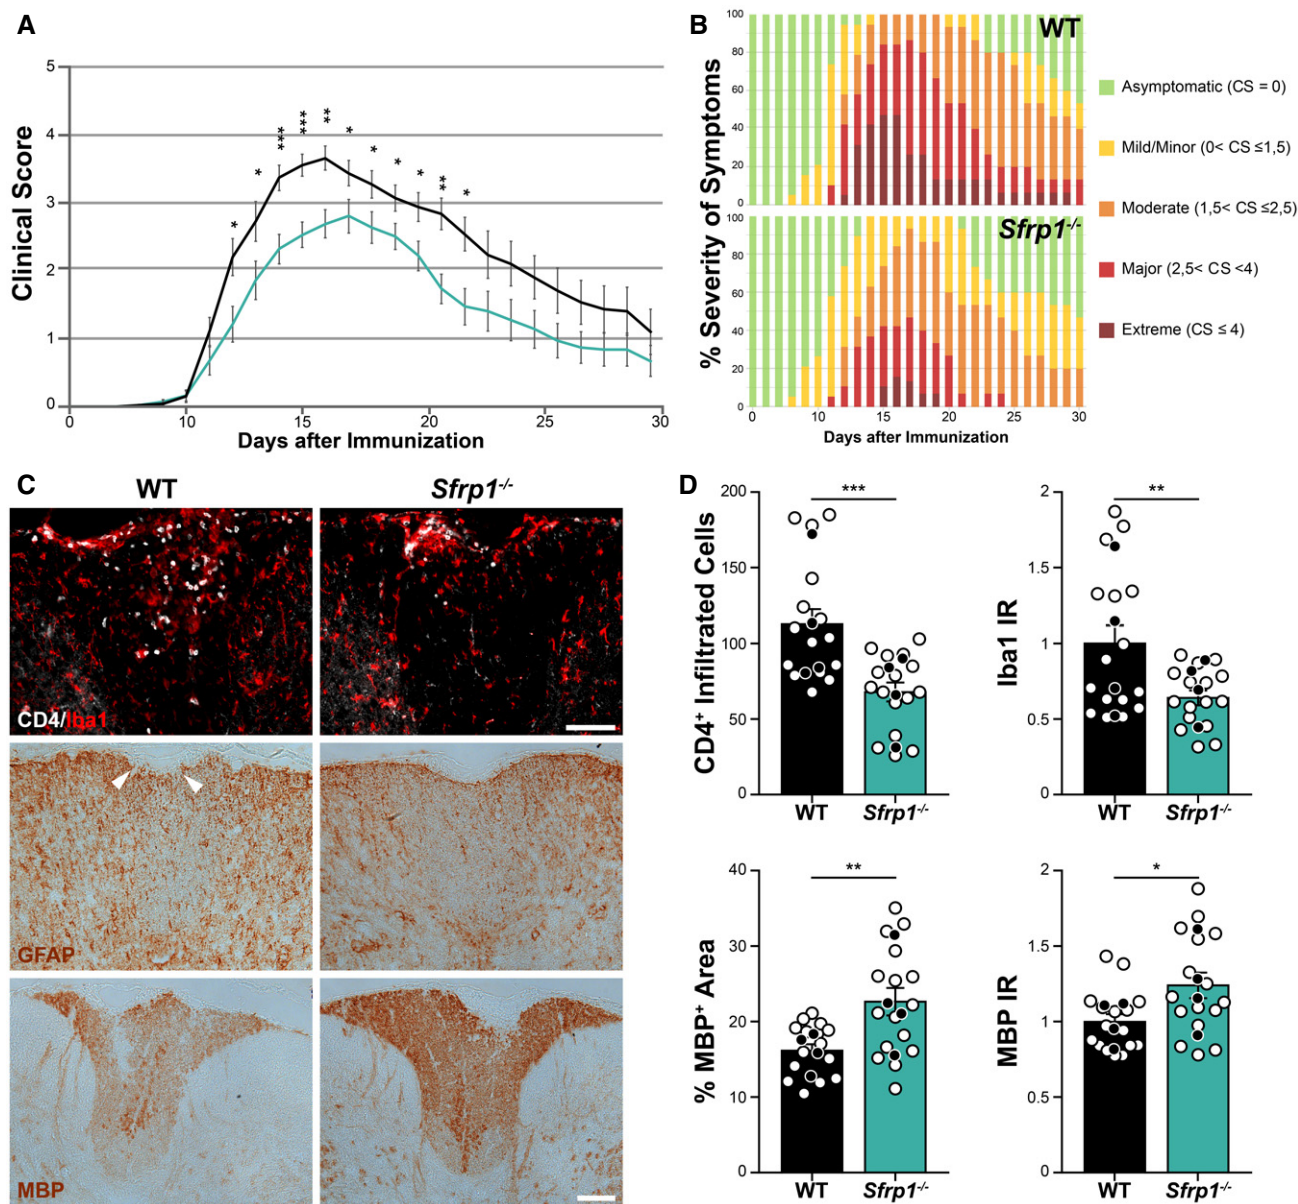 A
Clinical Score
5
4
3
2
1
0
* * *** *** ** * * * * ** *
0 10 15 20 25 30
Days after Immunization
B
% Severity of Symptoms
100
80
60
40
20
0
WT
100
80
60
40
20
0
Sfrp1-/-
0 5 10 15 20 25 30
Days after Immunization
Asymptomatic (CS = 0)
Mild/Minor (0< CS ≤1,5)
Moderate (1,5< CS ≤2,5)
Major (2,5< CS <4)
Extreme (CS ≤ 4)
C
WT Sfrp1-/-
CD4/Iba1
GFAP
MBP
D
CD4+ Infiltrated Cells
200
150
100
50
0
***
WT Sfrp1-/-
Iba1 IR
2
1.5
1
0.5
0
**
WT Sfrp1-/-
% MBP+ Area
40
30
20
10
0
**
WT Sfrp1-/-
MBP IR
2
1.5
1
0.5
0
*
WT Sfrp1-/-